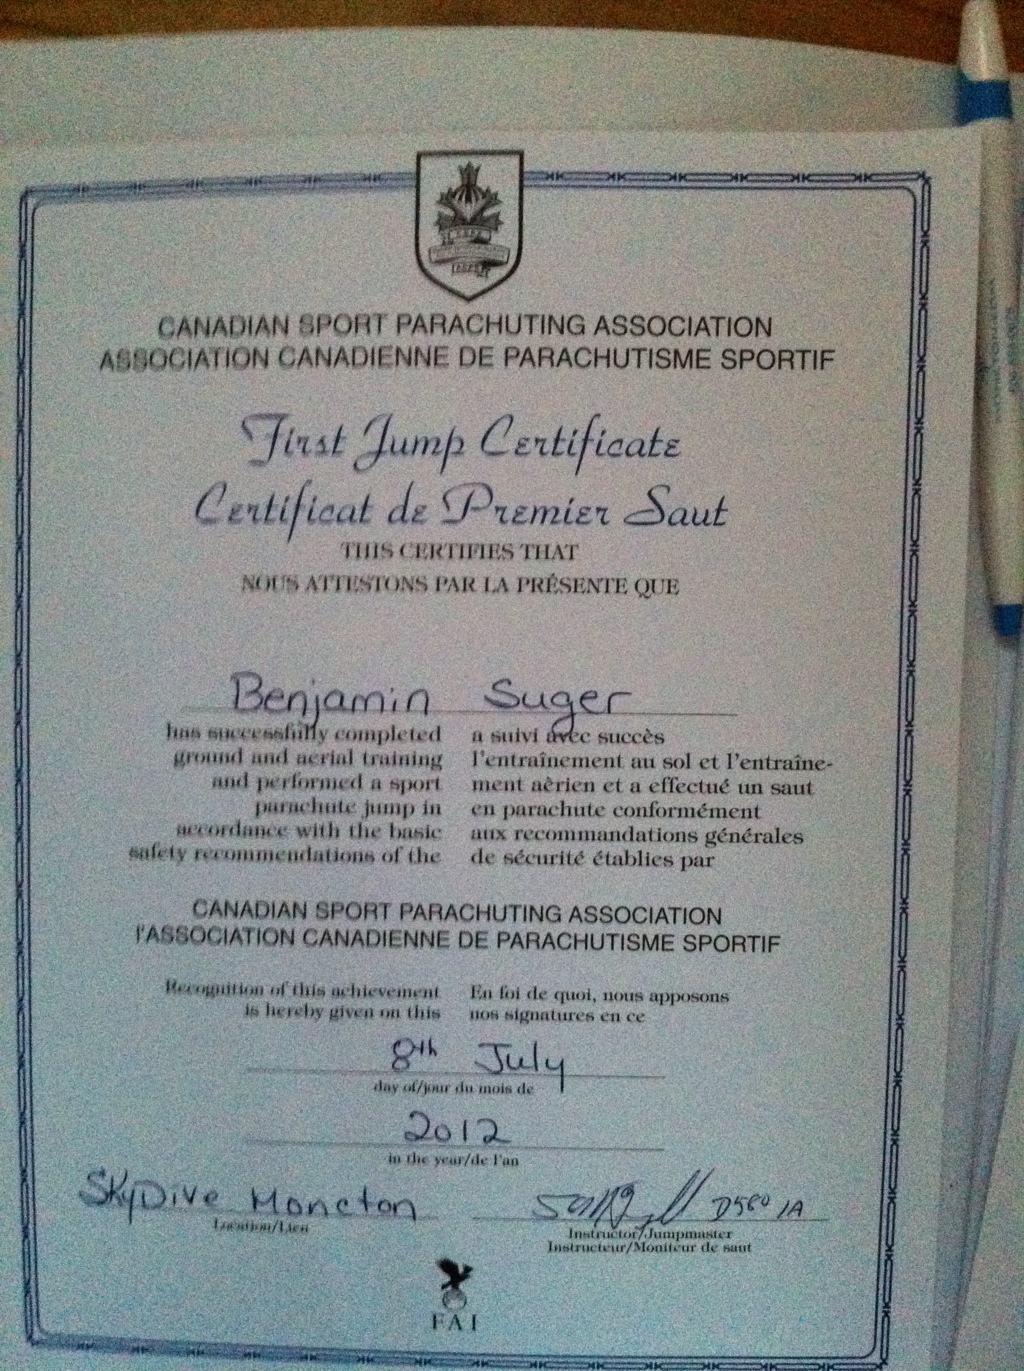 CANADIAN SPORT PARACHUTING ASSOCIATION
ASSOCIATION CANADIENNE DE PARACHUTISME SPORTIF
First Jump Certificate
Certificat de Premier Saut
THIS CERTIFIES THAT
NOUS ATTESTONS PAR LA PRÉSENTE QUE
Benjamin Suger
has successfully completed
ground and aerial training
and performed a sport
parachute jump in
accordance with the basic
safety recommendations of the
a suivi avec succès
l'entraînement au sol et l'entraîne-
ment aèrien et a effectué un saut
en parachute conformément
aux recommandations générales
de sécurité établies par
CANADIAN SPORT PARACHUTING ASSOCIATION
l'ASSOCIATION CANADIENNE DE PARACHUTISME SPORTIF
Recognition of this achievement
is hereby given on this
En foi de quoi, nous apposons
nos signatures en ce
8th July
day of/jour du mois de
2012
in the year/de l'an
SkyDive Moncton
Location/Lieu
D560 1A
Instructor/Jumpmaster
Instructeur/Moniteur de saut
FAI